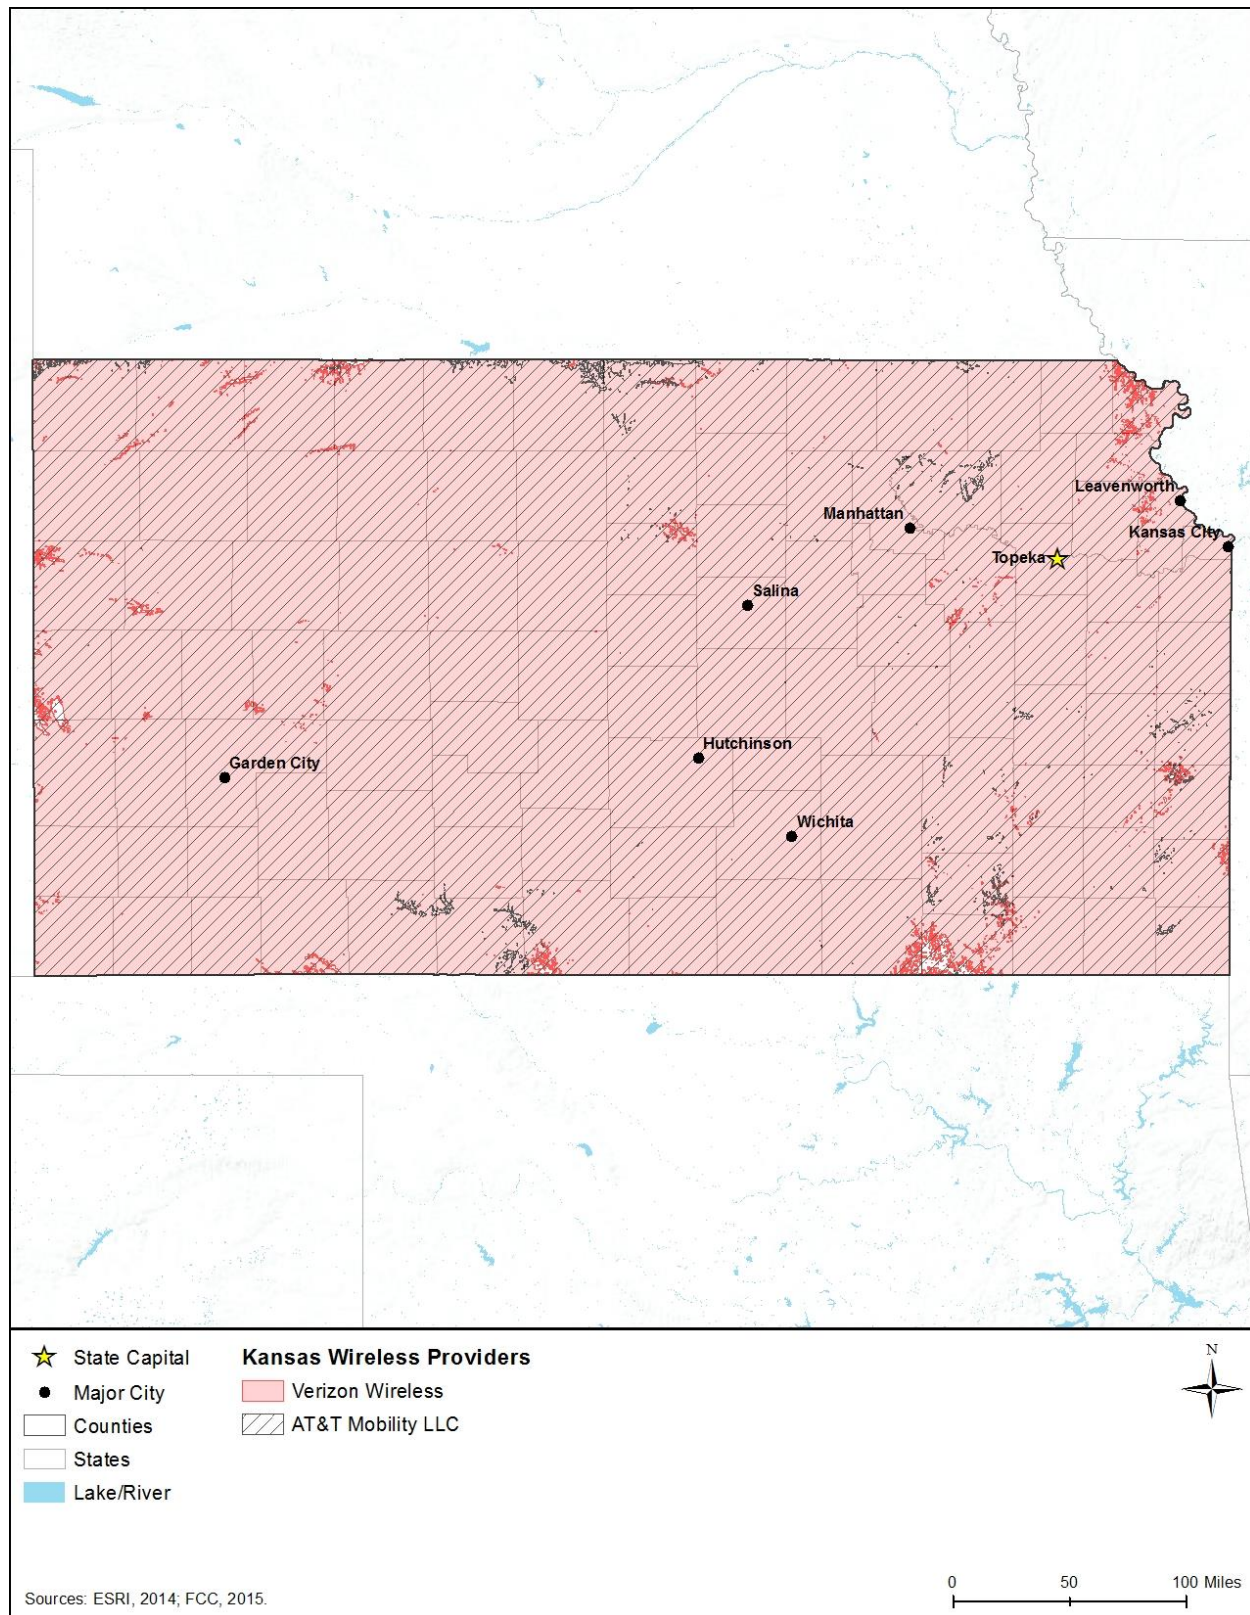 Leavenworth
Manhattan
Kansas City
Topeka
Salina
Hutchinson
Garden City
Wichita
State Capital
Major City
Counties
States
Lake/River
Kansas Wireless Providers
Verizon Wireless
AT&T Mobility LLC
N
Sources: ESRI, 2014; FCC, 2015.
0 50 100 Miles